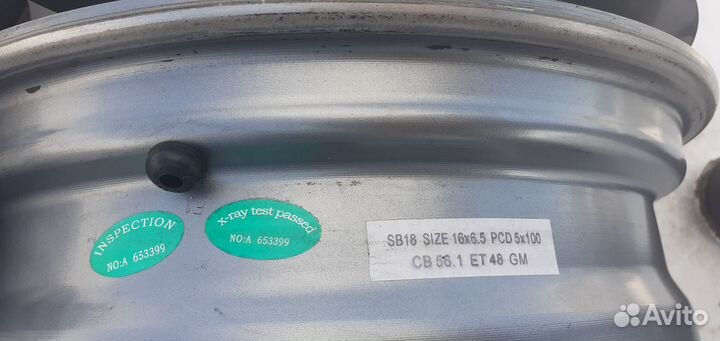 INSPECTION
NO:A 653399
x-ray test passed
NO:A 653399
SB18 SIZE 16x6.5 PCD 5x100
CB 56.1 ET 48 GM
Avito